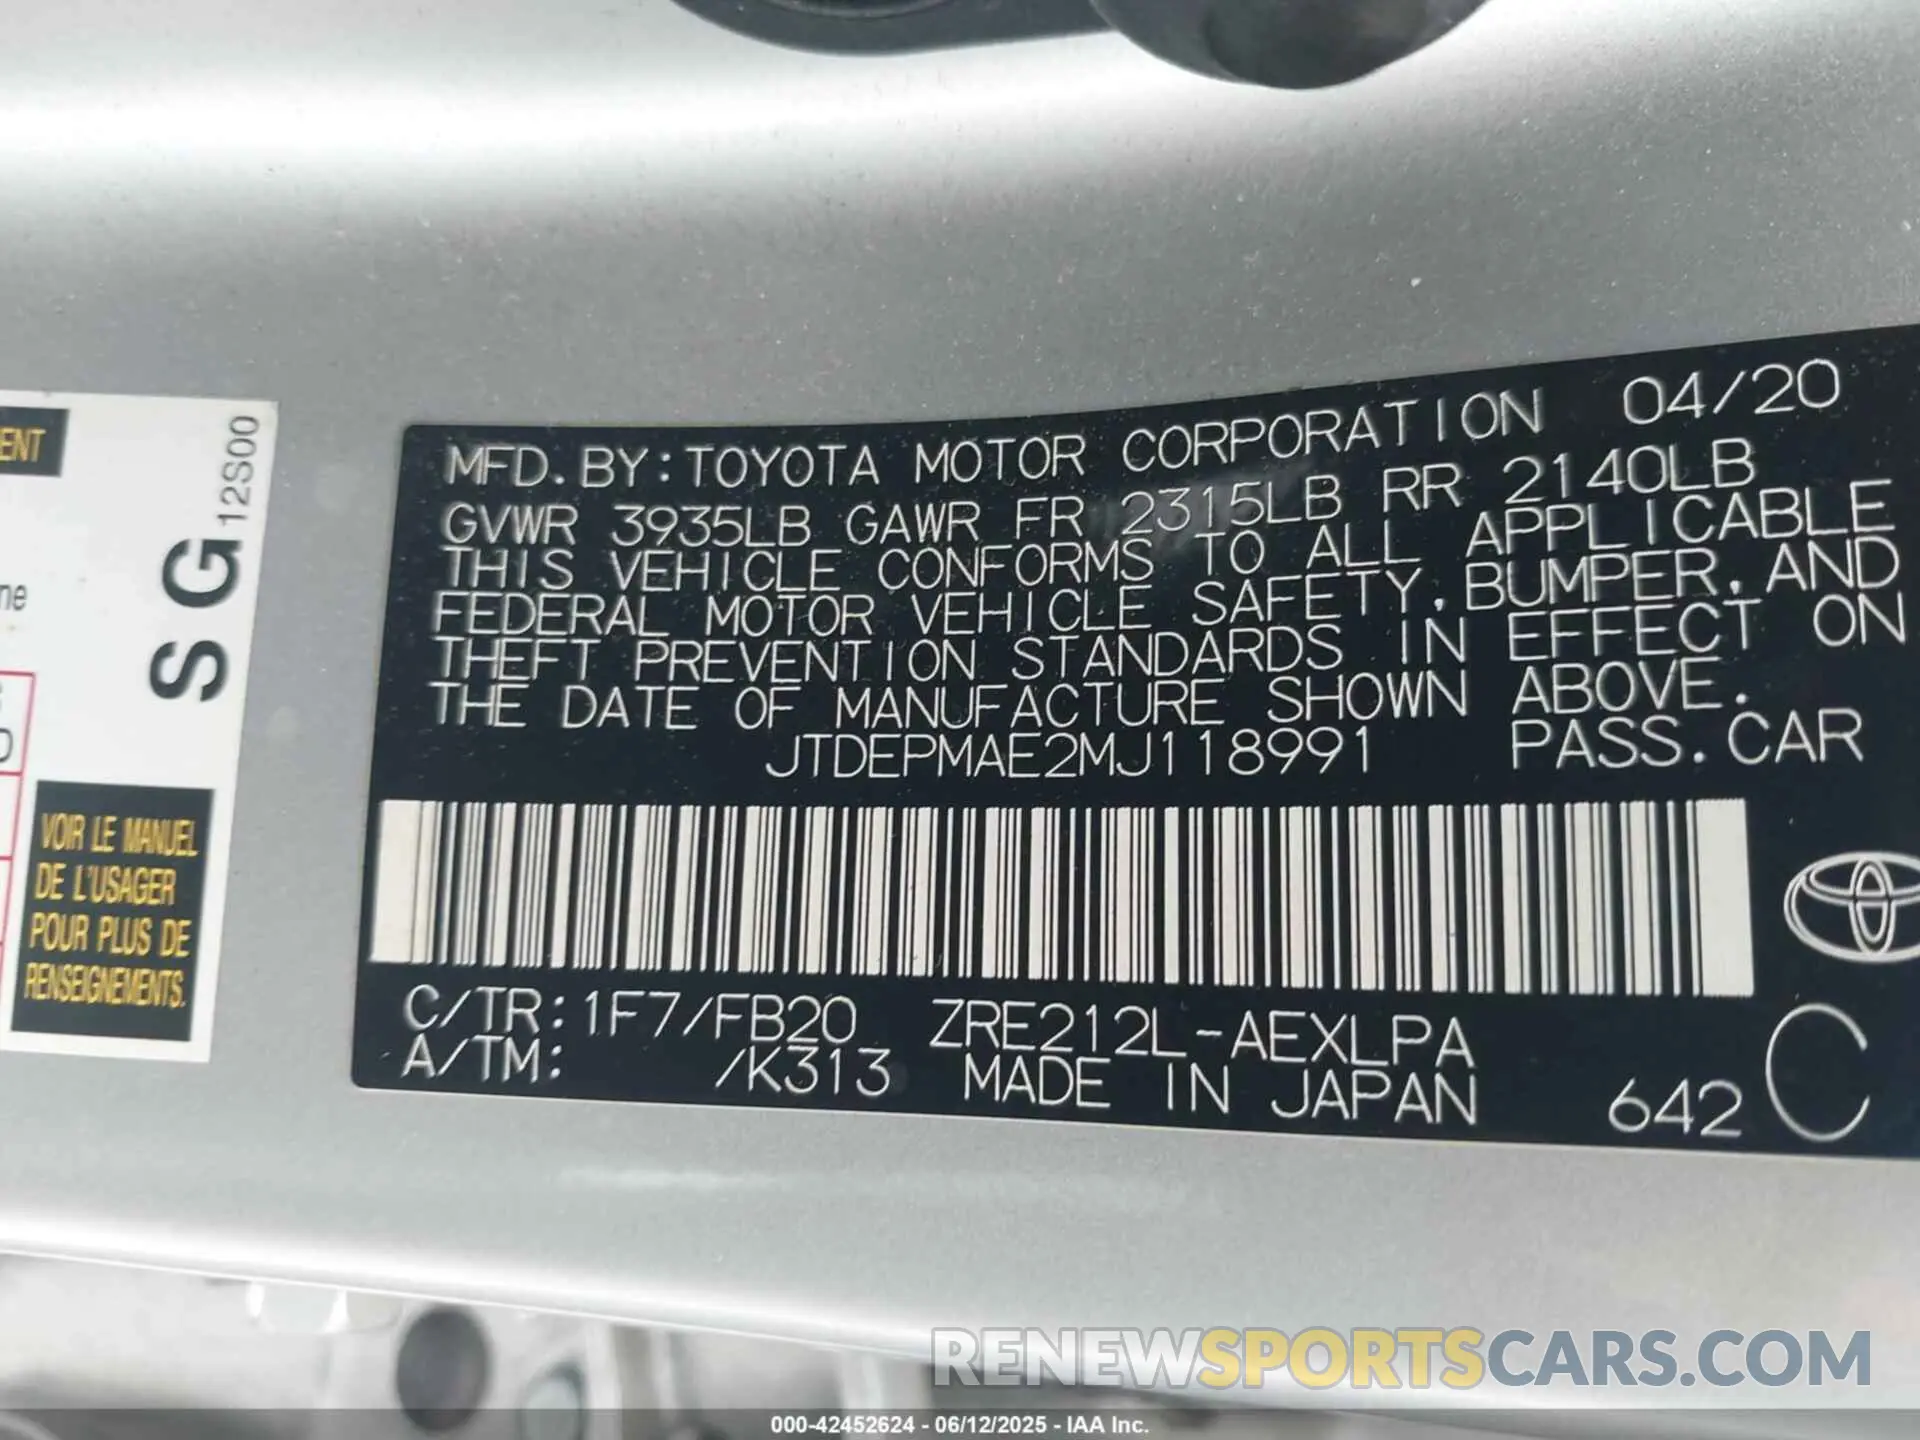 ENT
12S00
SG
ne
VOIR LE MANUEL
DE L'USAGER
POUR PLUS DE
RENSEIGNEMENTS.
MFD. BY: TOYOTA MOTOR CORPORATION 04/20
GVWR 3935LB GAWR FR 2315LB RR 2140LB
THIS VEHICLE CONFORMS TO ALL APPLICABLE
FEDERAL MOTOR VEHICLE SAFETY, BUMPER, AND
THEFT PREVENTION STANDARDS IN EFFECT ON
THE DATE OF MANUFACTURE SHOWN ABOVE.
JTDEPMAE2MJ118991 PASS. CAR
C/TR: 1F7/FB20 ZRE212L-AEXLPA
A/TM: /K313 MADE IN JAPAN 642 C
RENEWSPORTSCARS.COM
000-42452624 - 06/12/2025 - IAA Inc.